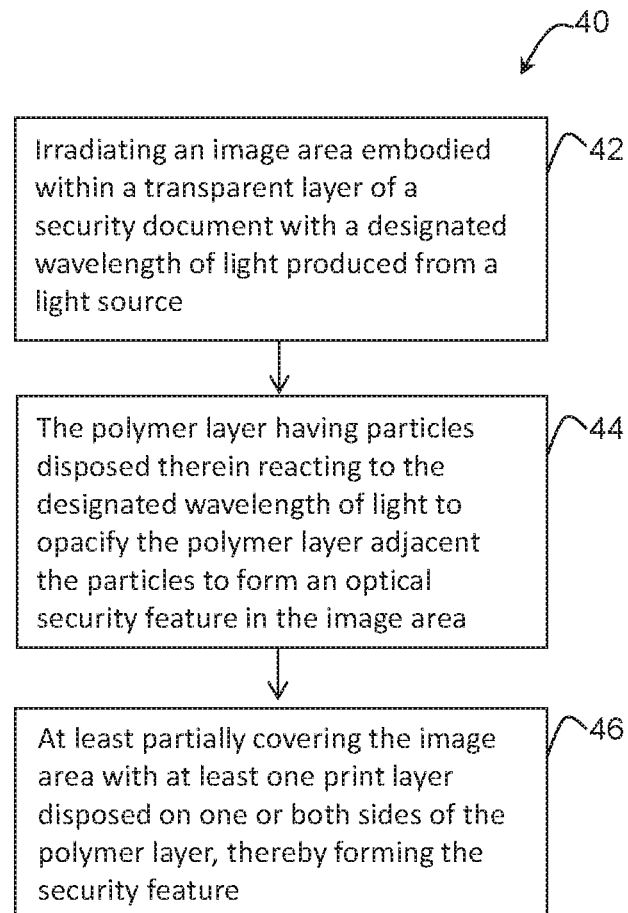 40
Irradiating an image area embodied
within a transparent layer of a
security document with a designated
wavelength of light produced from a
light source
42
The polymer layer having particles
disposed therein reacting to the
designated wavelength of light to
opacify the polymer layer adjacent
the particles to form an optical
security feature in the image area
44
At least partially covering the image
area with at least one print layer
disposed on one or both sides of the
polymer layer, thereby forming the
security feature
46